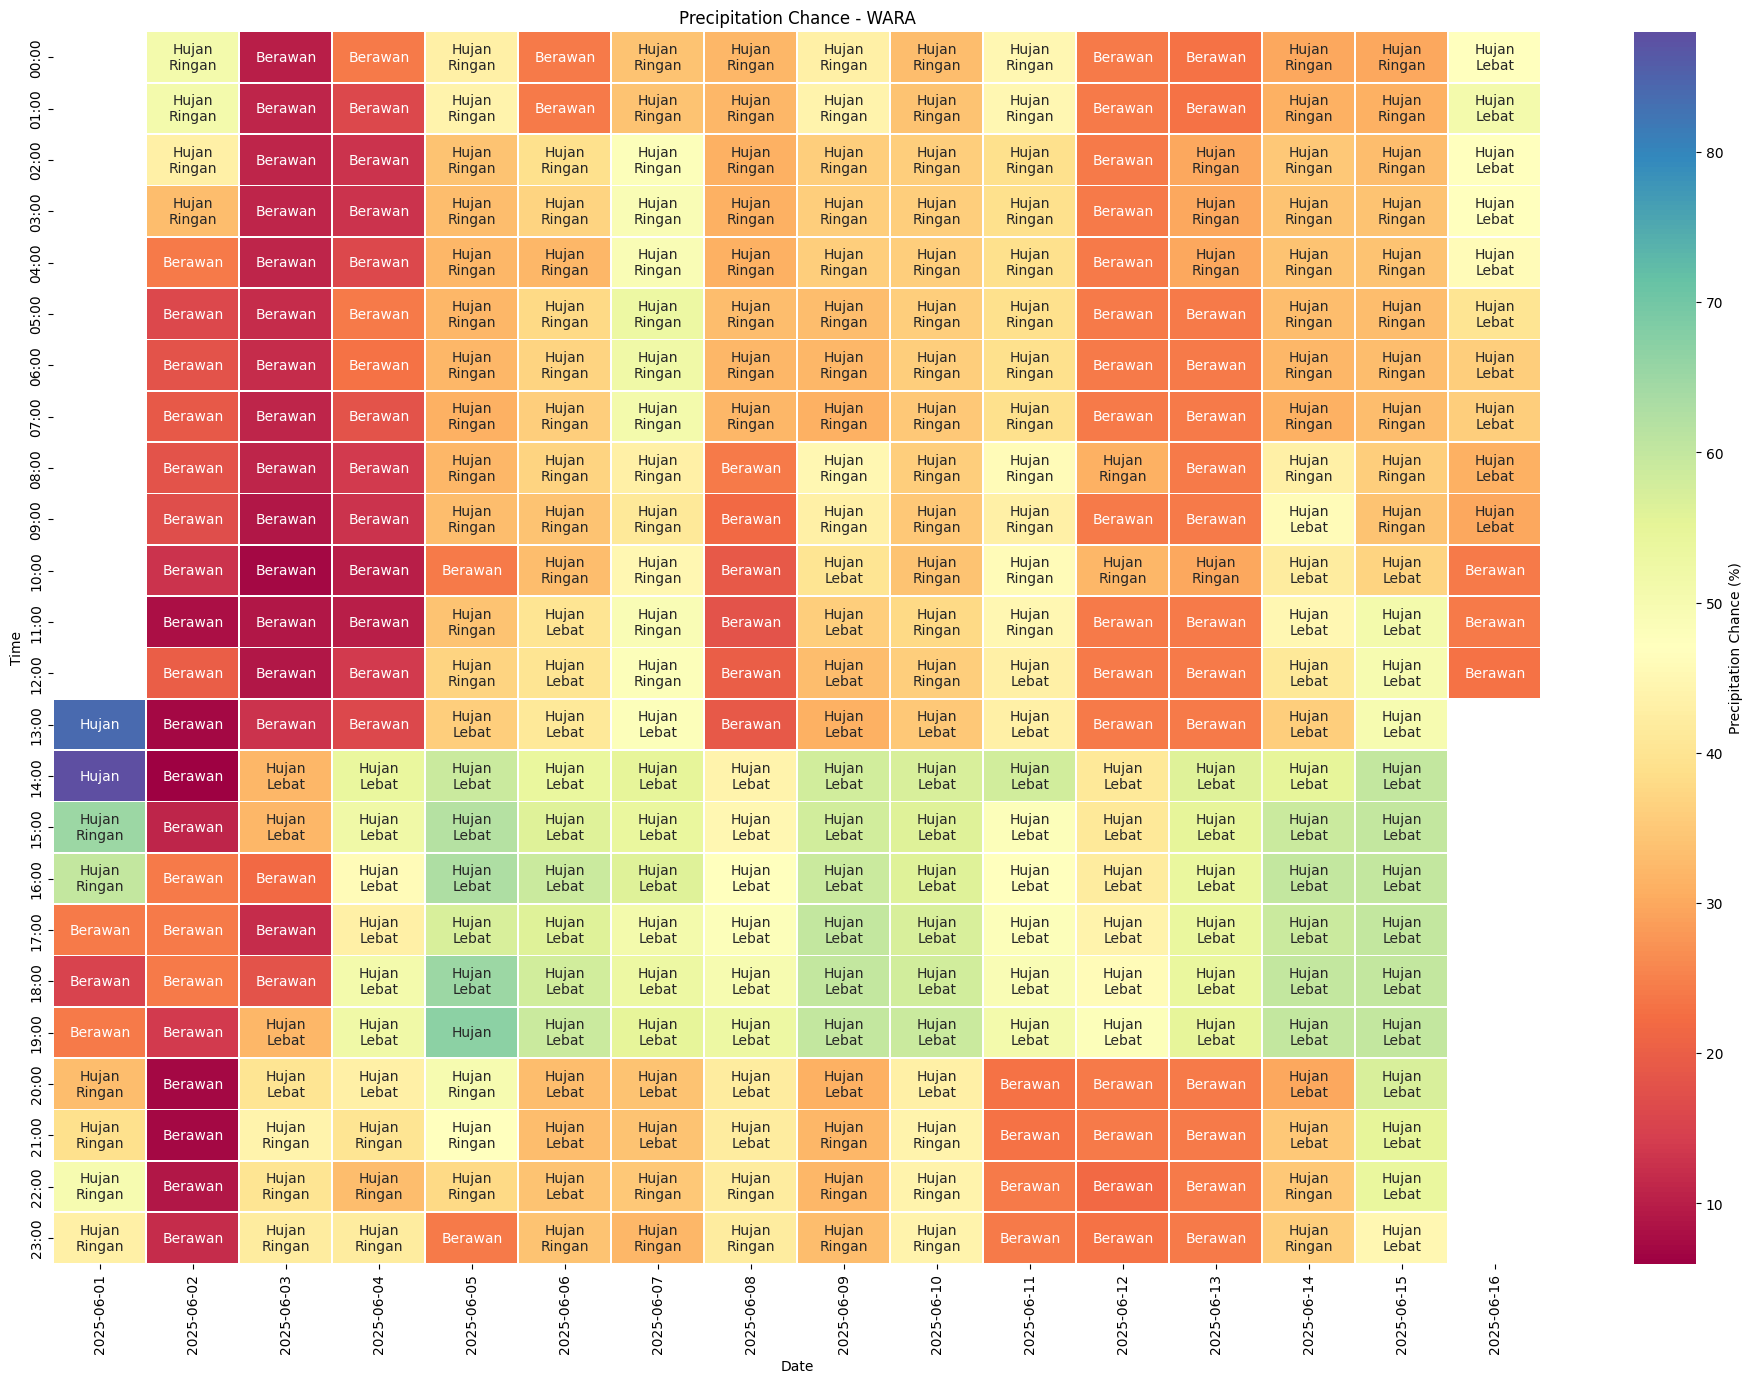 Precipitation Chance - WARA
00:00 Hujan Ringan Berawan Berawan Hujan Ringan Berawan Hujan Ringan Hujan Ringan Hujan Ringan Hujan Ringan Hujan Ringan Berawan Berawan Hujan Ringan Hujan Ringan Hujan Lebat
01:00 Hujan Ringan Berawan Berawan Hujan Ringan Berawan Hujan Ringan Hujan Ringan Hujan Ringan Hujan Ringan Hujan Ringan Berawan Berawan Hujan Ringan Hujan Ringan Hujan Lebat
02:00 Hujan Ringan Berawan Berawan Hujan Ringan Hujan Ringan Hujan Ringan Hujan Ringan Hujan Ringan Hujan Ringan Hujan Ringan Berawan Hujan Ringan Hujan Ringan Hujan Ringan Hujan Lebat
03:00 Hujan Ringan Berawan Berawan Hujan Ringan Hujan Ringan Hujan Ringan Hujan Ringan Hujan Ringan Hujan Ringan Hujan Ringan Berawan Hujan Ringan Hujan Ringan Hujan Ringan Hujan Lebat
04:00 Berawan Berawan Berawan Hujan Ringan Hujan Ringan Hujan Ringan Hujan Ringan Hujan Ringan Hujan Ringan Hujan Ringan Berawan Hujan Ringan Hujan Ringan Hujan Ringan Hujan Lebat
05:00 Berawan Berawan Berawan Hujan Ringan Hujan Ringan Hujan Ringan Hujan Ringan Hujan Ringan Hujan Ringan Hujan Ringan Berawan Berawan Hujan Ringan Hujan Ringan Hujan Lebat
06:00 Berawan Berawan Berawan Hujan Ringan Hujan Ringan Hujan Ringan Hujan Ringan Hujan Ringan Hujan Ringan Hujan Ringan Berawan Berawan Hujan Ringan Hujan Ringan Hujan Lebat
07:00 Berawan Berawan Berawan Hujan Ringan Hujan Ringan Hujan Ringan Hujan Ringan Hujan Ringan Hujan Ringan Hujan Ringan Berawan Berawan Hujan Ringan Hujan Ringan Hujan Lebat
08:00 Berawan Berawan Berawan Hujan Ringan Hujan Ringan Hujan Ringan Berawan Hujan Ringan Hujan Ringan Hujan Ringan Hujan Ringan Berawan Hujan Ringan Hujan Ringan Hujan Lebat
09:00 Berawan Berawan Berawan Hujan Ringan Hujan Ringan Hujan Ringan Berawan Hujan Ringan Hujan Ringan Hujan Ringan Berawan Berawan Hujan Lebat Hujan Ringan Hujan Lebat
10:00 Berawan Berawan Berawan Berawan Hujan Ringan Hujan Ringan Berawan Hujan Lebat Hujan Ringan Hujan Ringan Hujan Ringan Hujan Ringan Hujan Lebat Hujan Lebat Berawan
11:00 Berawan Berawan Berawan Hujan Ringan Hujan Lebat Hujan Ringan Berawan Hujan Lebat Hujan Ringan Hujan Ringan Berawan Berawan Hujan Lebat Hujan Lebat Berawan
12:00 Berawan Berawan Berawan Hujan Ringan Hujan Lebat Hujan Ringan Berawan Hujan Lebat Hujan Ringan Hujan Lebat Berawan Berawan Hujan Lebat Hujan Lebat Berawan
13:00 Hujan Berawan Berawan Berawan Hujan Lebat Hujan Lebat Hujan Lebat Berawan Hujan Lebat Hujan Lebat Hujan Lebat Berawan Berawan Hujan Lebat Hujan Lebat
14:00 Hujan Berawan Hujan Lebat Hujan Lebat Hujan Lebat Hujan Lebat Hujan Lebat Hujan Lebat Hujan Lebat Hujan Lebat Hujan Lebat Hujan Lebat Hujan Lebat Hujan Lebat Hujan Lebat
15:00 Hujan Ringan Berawan Hujan Lebat Hujan Lebat Hujan Lebat Hujan Lebat Hujan Lebat Hujan Lebat Hujan Lebat Hujan Lebat Hujan Lebat Hujan Lebat Hujan Lebat Hujan Lebat Hujan Lebat
16:00 Hujan Ringan Berawan Berawan Hujan Lebat Hujan Lebat Hujan Lebat Hujan Lebat Hujan Lebat Hujan Lebat Hujan Lebat Hujan Lebat Hujan Lebat Hujan Lebat Hujan Lebat Hujan Lebat
17:00 Berawan Berawan Berawan Hujan Lebat Hujan Lebat Hujan Lebat Hujan Lebat Hujan Lebat Hujan Lebat Hujan Lebat Hujan Lebat Hujan Lebat Hujan Lebat Hujan Lebat Hujan Lebat
18:00 Berawan Berawan Berawan Hujan Lebat Hujan Lebat Hujan Lebat Hujan Lebat Hujan Lebat Hujan Lebat Hujan Lebat Hujan Lebat Hujan Lebat Hujan Lebat Hujan Lebat Hujan Lebat
19:00 Berawan Berawan Hujan Lebat Hujan Lebat Hujan Hujan Lebat Hujan Lebat Hujan Lebat Hujan Lebat Hujan Lebat Hujan Lebat Hujan Lebat Hujan Lebat Hujan Lebat Hujan Lebat
20:00 Hujan Ringan Berawan Hujan Lebat Hujan Lebat Hujan Ringan Hujan Lebat Hujan Lebat Hujan Lebat Hujan Lebat Hujan Lebat Berawan Berawan Berawan Hujan Lebat Hujan Lebat
21:00 Hujan Ringan Berawan Hujan Ringan Hujan Ringan Hujan Ringan Hujan Lebat Hujan Lebat Hujan Lebat Hujan Ringan Hujan Ringan Berawan Berawan Berawan Hujan Lebat Hujan Lebat
22:00 Hujan Ringan Berawan Hujan Ringan Hujan Ringan Hujan Ringan Hujan Lebat Hujan Ringan Hujan Ringan Hujan Ringan Hujan Ringan Berawan Berawan Berawan Hujan Ringan Hujan Lebat
23:00 Hujan Ringan Berawan Hujan Ringan Hujan Ringan Berawan Hujan Ringan Hujan Ringan Hujan Ringan Hujan Ringan Hujan Ringan Berawan Berawan Berawan Hujan Ringan Hujan Lebat
Time
2025-06-01 2025-06-02 2025-06-03 2025-06-04 2025-06-05 2025-06-06 2025-06-07 2025-06-08 2025-06-09 2025-06-10 2025-06-11 2025-06-12 2025-06-13 2025-06-14 2025-06-15 2025-06-16
Date
80
70
60
50
40
30
20
10
Precipitation Chance (%)